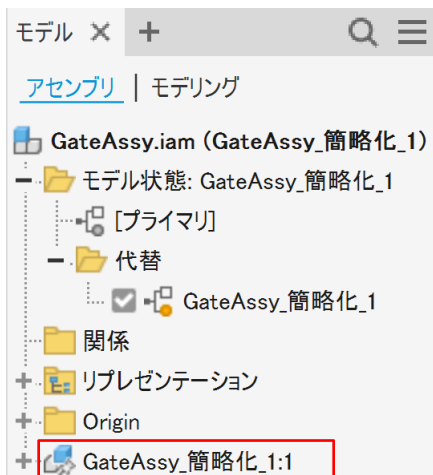 モデル
アセンブリ | モデリング
GateAssy.iam (GateAssy_簡略化_1)
モデル状態: GateAssy_簡略化_1
[プライマリ]
代替
GateAssy_簡略化_1
関係
リプレゼンテーション
Origin
GateAssy_簡略化_1:1